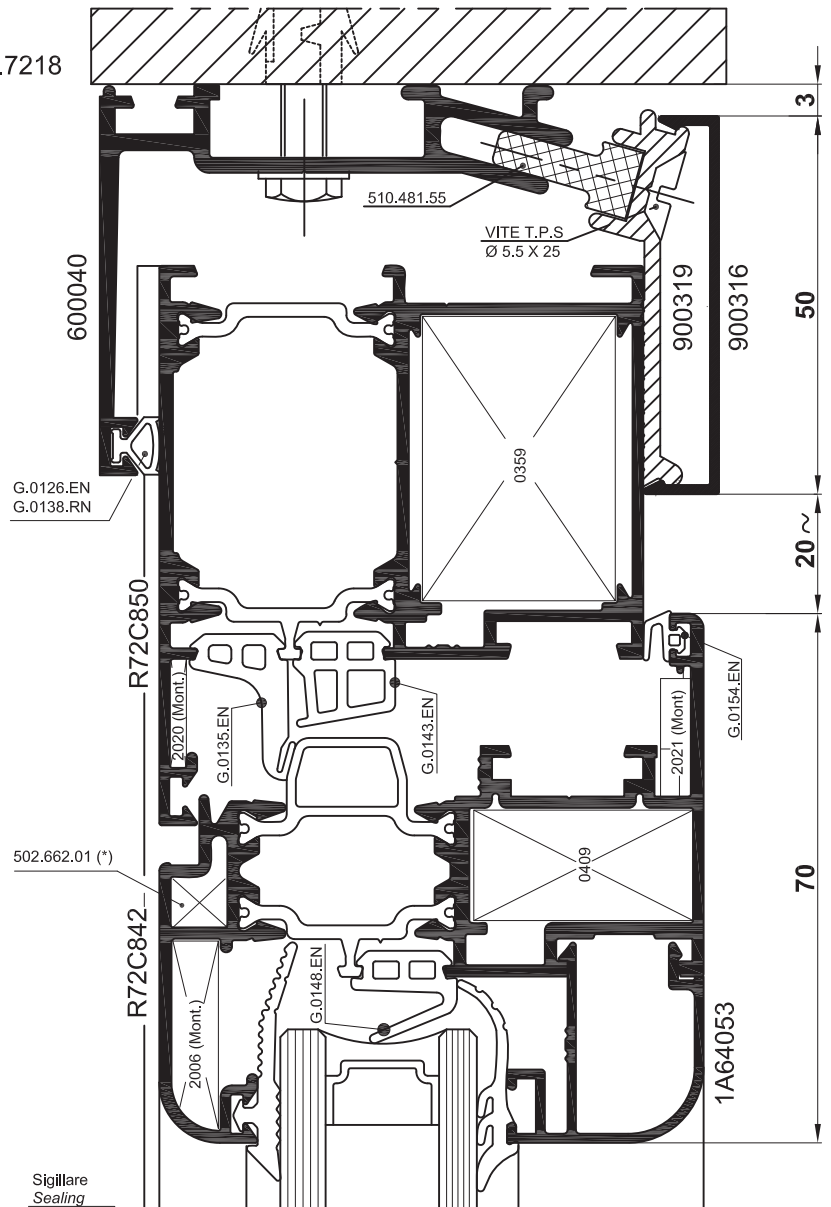 .7218
3
510.481.55
VITE T.P.S
Ø 5.5 X 25
600040
900319
900316
50
0359
G.0126.EN
G.0138.RN
20 ~
R72C850
2020 (Mont.)
G.0135.EN
G.0143.EN
2021 (Mont)
G.0154.EN
502.662.01 (*)
0409
70
R72C842
G.0148.EN
2006 (Mont.)
1A64053
Sigillare
Sealing